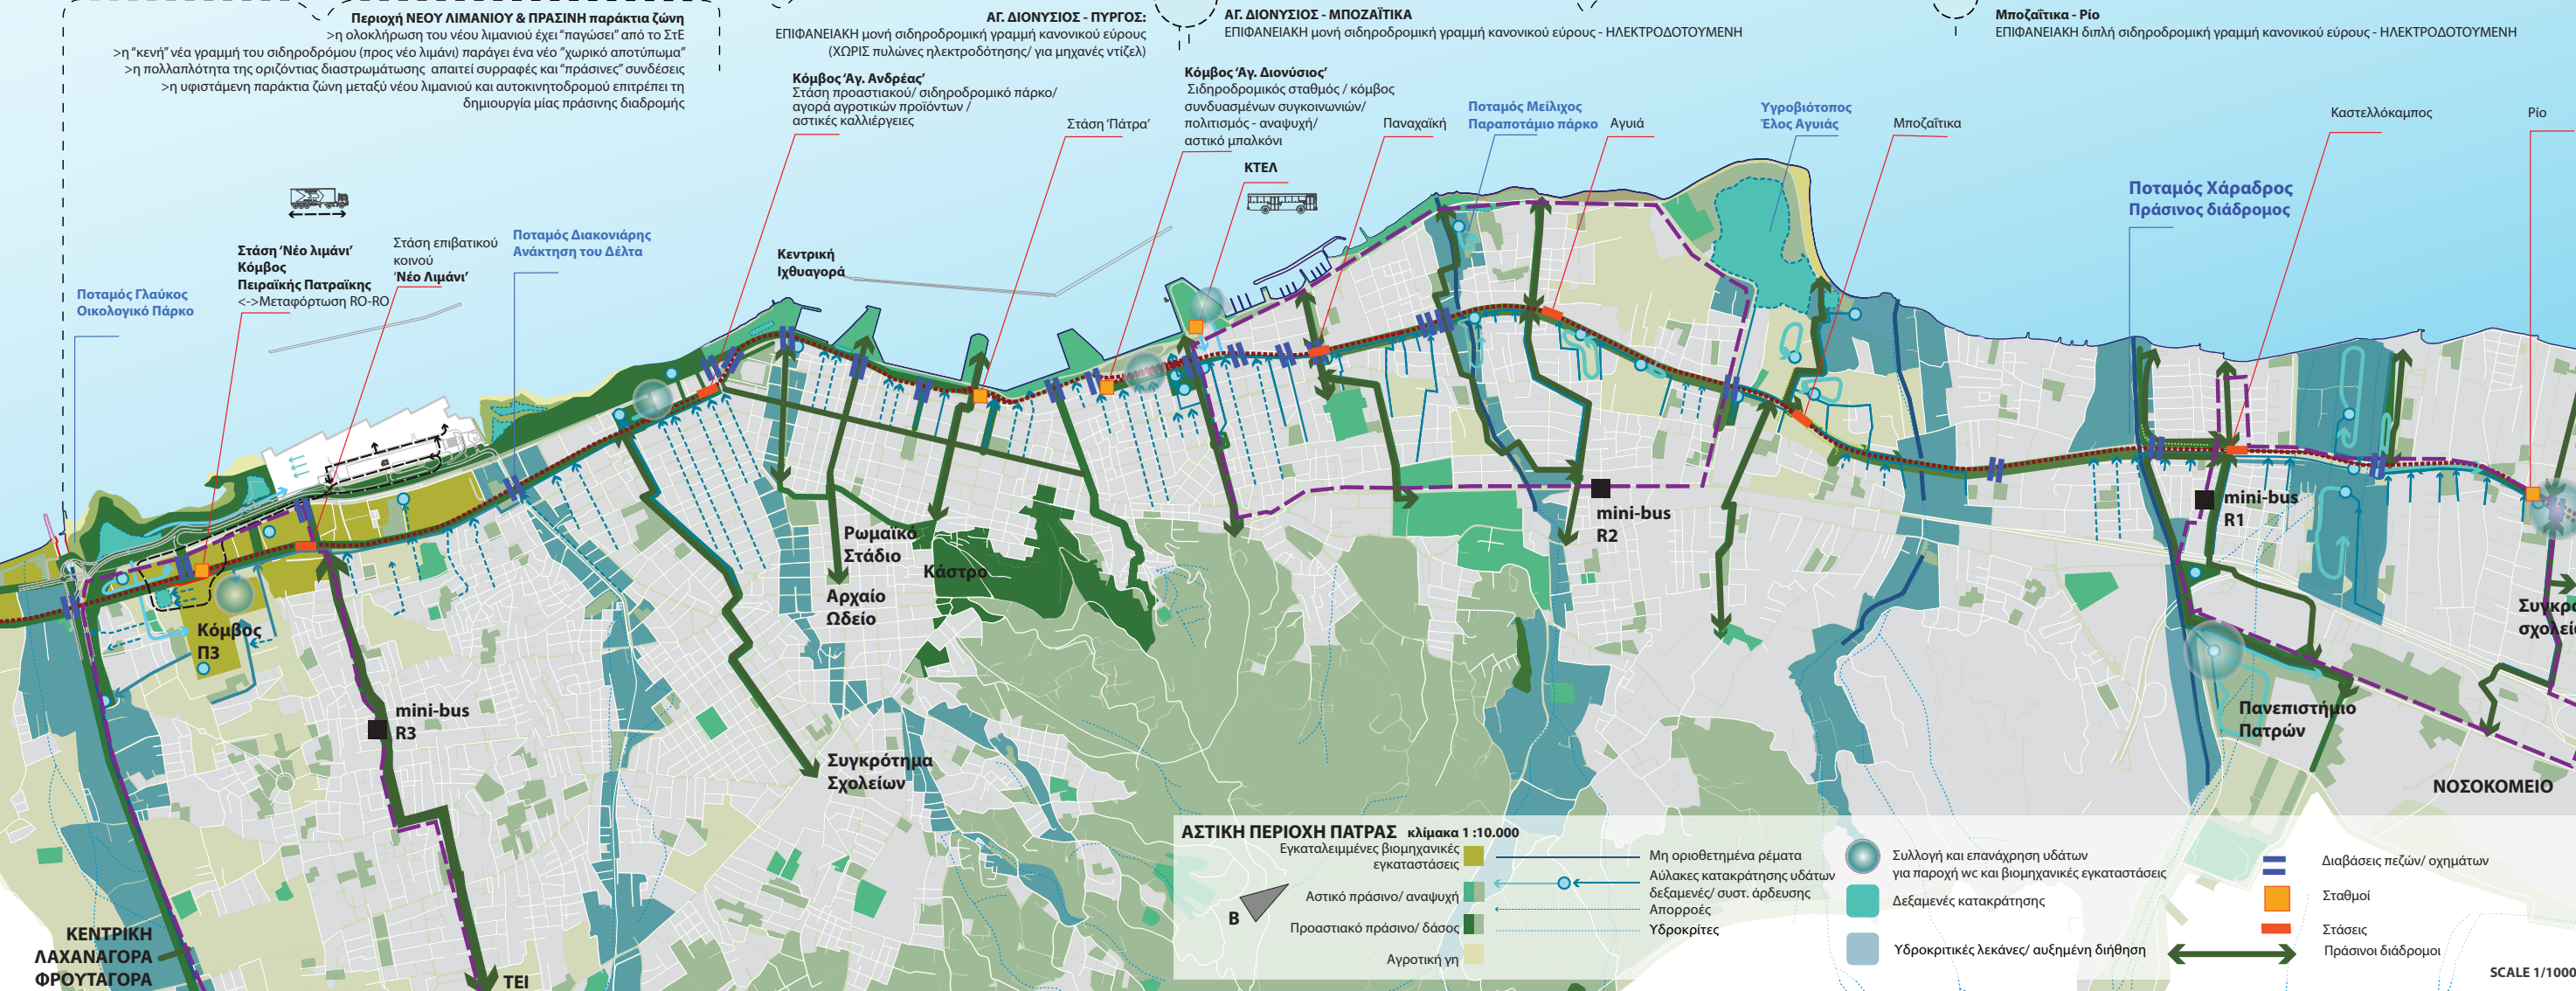 Περιοχή ΝΕΟΥ ΛΙΜΑΝΙΟΥ & ΠΡΑΣΙΝΗ παράκτια ζώνη
>η ολοκλήρωση του νέου λιμανιού έχει "παγώσει" από το ΣτΕ
>η "κενή" νέα γραμμή του σιδηροδρόμου (προς νέο λιμάνι) παράγει ένα νέο "χωρικό αποτύπωμα"
>η πολλαπλότητα της οριζόντιας διαστρωμάτωσης απαιτεί συρραφές και "πράσινες" συνδέσεις
>η υφιστάμενη παράκτια ζώνη μεταξύ νέου λιμανιού και αυτοκινητοδρομού επιτρέπει τη
δημιουργία μίας πράσινης διαδρομής
ΑΓ. ΔΙΟΝΥΣΙΟΣ - ΠΥΡΓΟΣ:
ΕΠΙΦΑΝΕΙΑΚΗ μονή σιδηροδρομική γραμμή κανονικού εύρους
(ΧΩΡΙΣ πυλώνες ηλεκτροδότησης/ για μηχανές ντίζελ)
ΑΓ. ΔΙΟΝΥΣΙΟΣ - ΜΠΟΖΑΪΤΙΚΑ
ΕΠΙΦΑΝΕΙΑΚΗ μονή σιδηροδρομική γραμμή κανονικού εύρους - ΗΛΕΚΤΡΟΔΟΤΟΥΜΕΝΗ
Μποζαΐτικα - Ρίο
ΕΠΙΦΑΝΕΙΑΚΗ διπλή σιδηροδρομική γραμμή κανονικού εύρους - ΗΛΕΚΤΡΟΔΟΤΟΥΜΕΝΗ
Κόμβος 'Αγ. Ανδρέας'
Στάση προαστιακού/ σιδηροδρομικό πάρκο/
αγορά αγροτικών προϊόντων /
αστικές καλλιέργειες
Στάση 'Πάτρα'
Κόμβος 'Αγ. Διονύσιος'
Σιδηροδρομικός σταθμός / κόμβος
συνδυασμένων συγκοινωνιών/
πολιτισμός - αναψυχή/
αστικό μπαλκόνι
ΚΤΕΛ
Παναχαϊκή
Ποταμός Μείλιχος
Παραποτάμιο πάρκο
Αγυιά
Υγροβιότοπος
Έλος Αγυιάς
Μποζαΐτικα
Καστελλόκαμπος
Ρίο
Ποταμός Χάραδρος
Πράσινος διάδρομος
Στάση 'Νέο λιμάνι'
Κόμβος
Πειραϊκής Πατραϊκης
<->Μεταφόρτωση RO-RO
Στάση επιβατικού
κοινού
'Νέο Λιμάνι'
Ποταμός Διακονιάρης
Ανάκτηση του Δέλτα
Κεντρική
Ιχθυαγορά
Ποταμός Γλαύκος
Οικολογικό Πάρκο
Κόμβος
Π3
mini-bus
R3
Ρωμαϊκό
Στάδιο
Κάστρο
Αρχαίο
Ωδείο
Συγκρότημα
Σχολείων
mini-bus
R2
mini-bus
R1
Πανεπιστήμιο
Πατρών
ΝΟΣΟΚΟΜΕΙΟ
ΚΕΝΤΡΙΚΗ
ΛΑΧΑΝΑΓΟΡΑ
ΦΡΟΥΤΑΓΟΡΑ
ΤΕΙ
ΑΣΤΙΚΗ ΠΕΡΙΟΧΗ ΠΑΤΡΑΣ κλίμακα 1 :10.000
Εγκαταλειμμένες βιομηχανικές
εγκαταστάσεις
Αστικό πράσινο/ αναψυχή
Προαστιακό πράσινο/ δάσος
Αγροτική γη
Β
Μη οριοθετημένα ρέματα
Αύλακες κατακράτησης υδάτων
δεξαμενές/ συστ. άρδευσης
Απορροές
Υδροκρίτες
Συλλογή και επανάχρηση υδάτων
για παροχή wc και βιομηχανικές εγκαταστάσεις
Δεξαμενές κατακράτησης
Υδροκριτικές λεκάνες/ αυξημένη διήθηση
Διαβάσεις πεζών/ οχημάτων
Σταθμοί
Στάσεις
Πράσινοι διάδρομοι
SCALE 1/1000